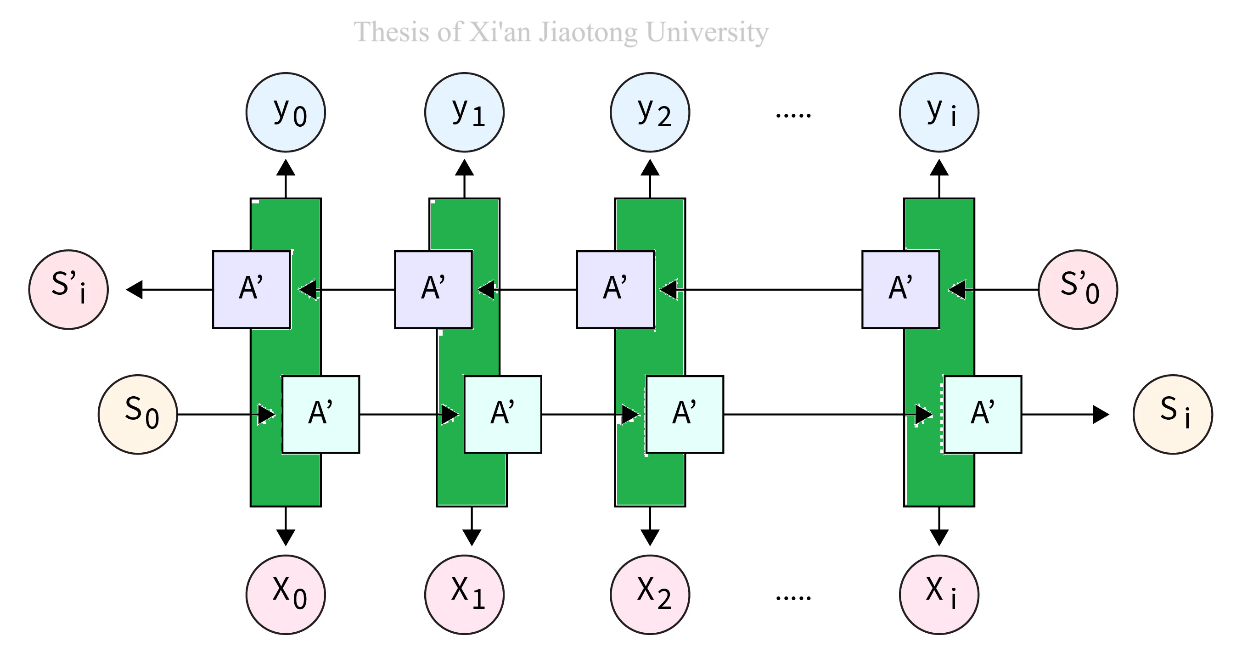 Thesis of Xi'an Jiaotong University
y0 y1 y2 ..... yi
S'i A' A' A' A' S'0
S0 A' A' A' A' Si
X0 X1 X2 ..... Xi